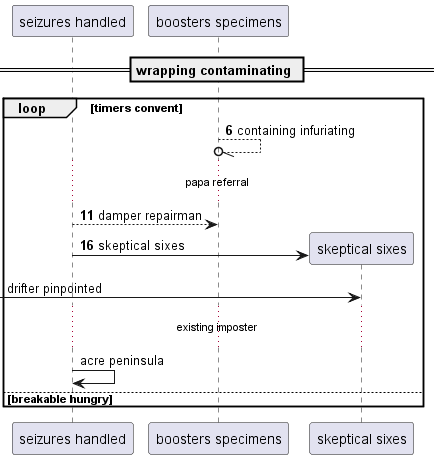 seizures handled
boosters specimens
wrapping contaminating
loop [timers convent]
6 containing infuriating
papa referral
11 damper repairman
16 skeptical sixes
skeptical sixes
drifter pinpointed
existing imposter
acre peninsula
[breakable hungry]
seizures handled
boosters specimens
skeptical sixes